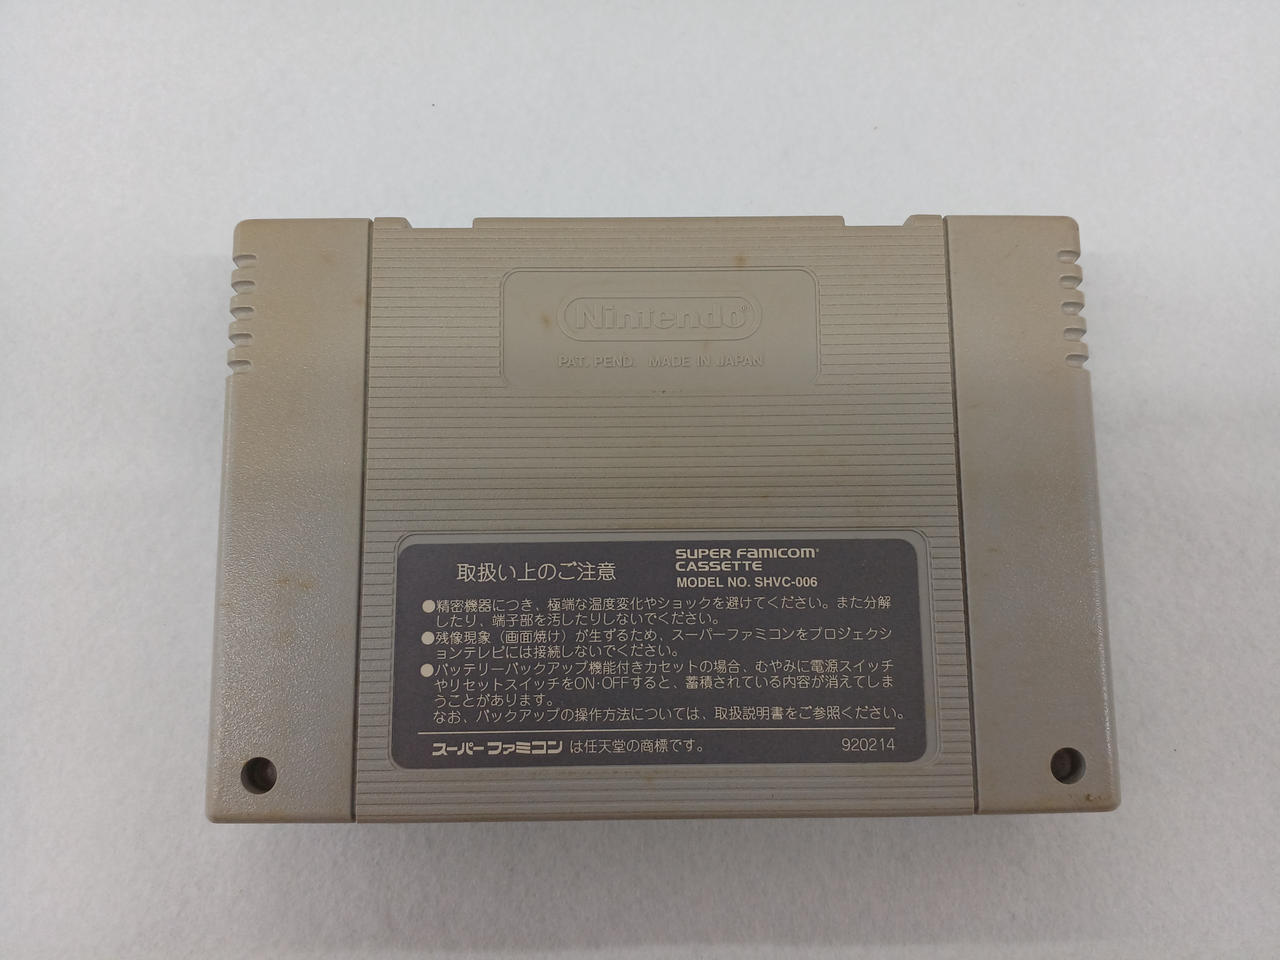 Nintendo®
PAT. PEND. MADE IN JAPAN
取扱い上のご注意
SUPER FAMICOM
CASSETTE
MODEL NO. SHVC-006
●精密機器につき、極端な温度変化やショックを避けてください。また分解
したり、端子部を汚したりしないでください。
●残像現象（画面焼け）が生ずるため、スーパーファミコンをプロジェクシ
ョンテレビには接続しないでください。
●バッテリーバックアップ機能付きカセットの場合、むやみに電源スイッチ
やリセットスイッチをON・OFFすると、蓄積されている内容が消えてしま
うことがあります。
なお、バックアップの操作方法については、取扱説明書をご参照ください。
スーパーファミコンは任天堂の商標です。
920214